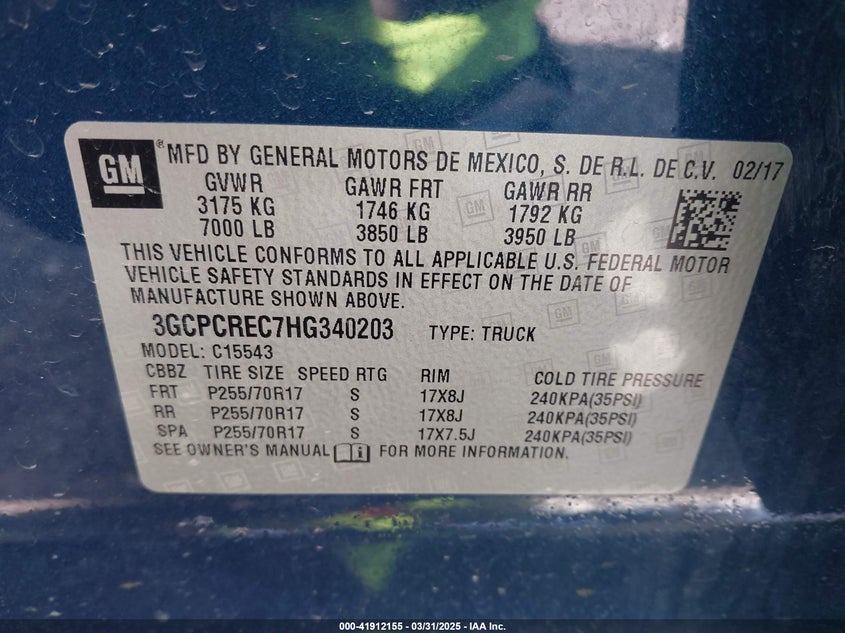 GM ® MFD BY GENERAL MOTORS DE MEXICO, S. DE R.L. DE C.V. 02/17
GVWR GAWR FRT GAWR RR
3175 KG 1746 KG 1792 KG
7000 LB 3850 LB 3950 LB
THIS VEHICLE CONFORMS TO ALL APPLICABLE U.S. FEDERAL MOTOR
VEHICLE SAFETY STANDARDS IN EFFECT ON THE DATE OF
MANUFACTURE SHOWN ABOVE.
3GCPCREC7HG340203 TYPE: TRUCK
MODEL: C15543
CBBZ TIRE SIZE SPEED RTG RIM COLD TIRE PRESSURE
FRT P255/70R17 S 17X8J 240KPA(35PSI)
RR P255/70R17 S 17X8J 240KPA(35PSI)
SPA P255/70R17 S 17X7.5J 240KPA(35PSI)
SEE OWNER'S MANUAL i FOR MORE INFORMATION.
000-41912155 - 03/31/2025 - IAA Inc.